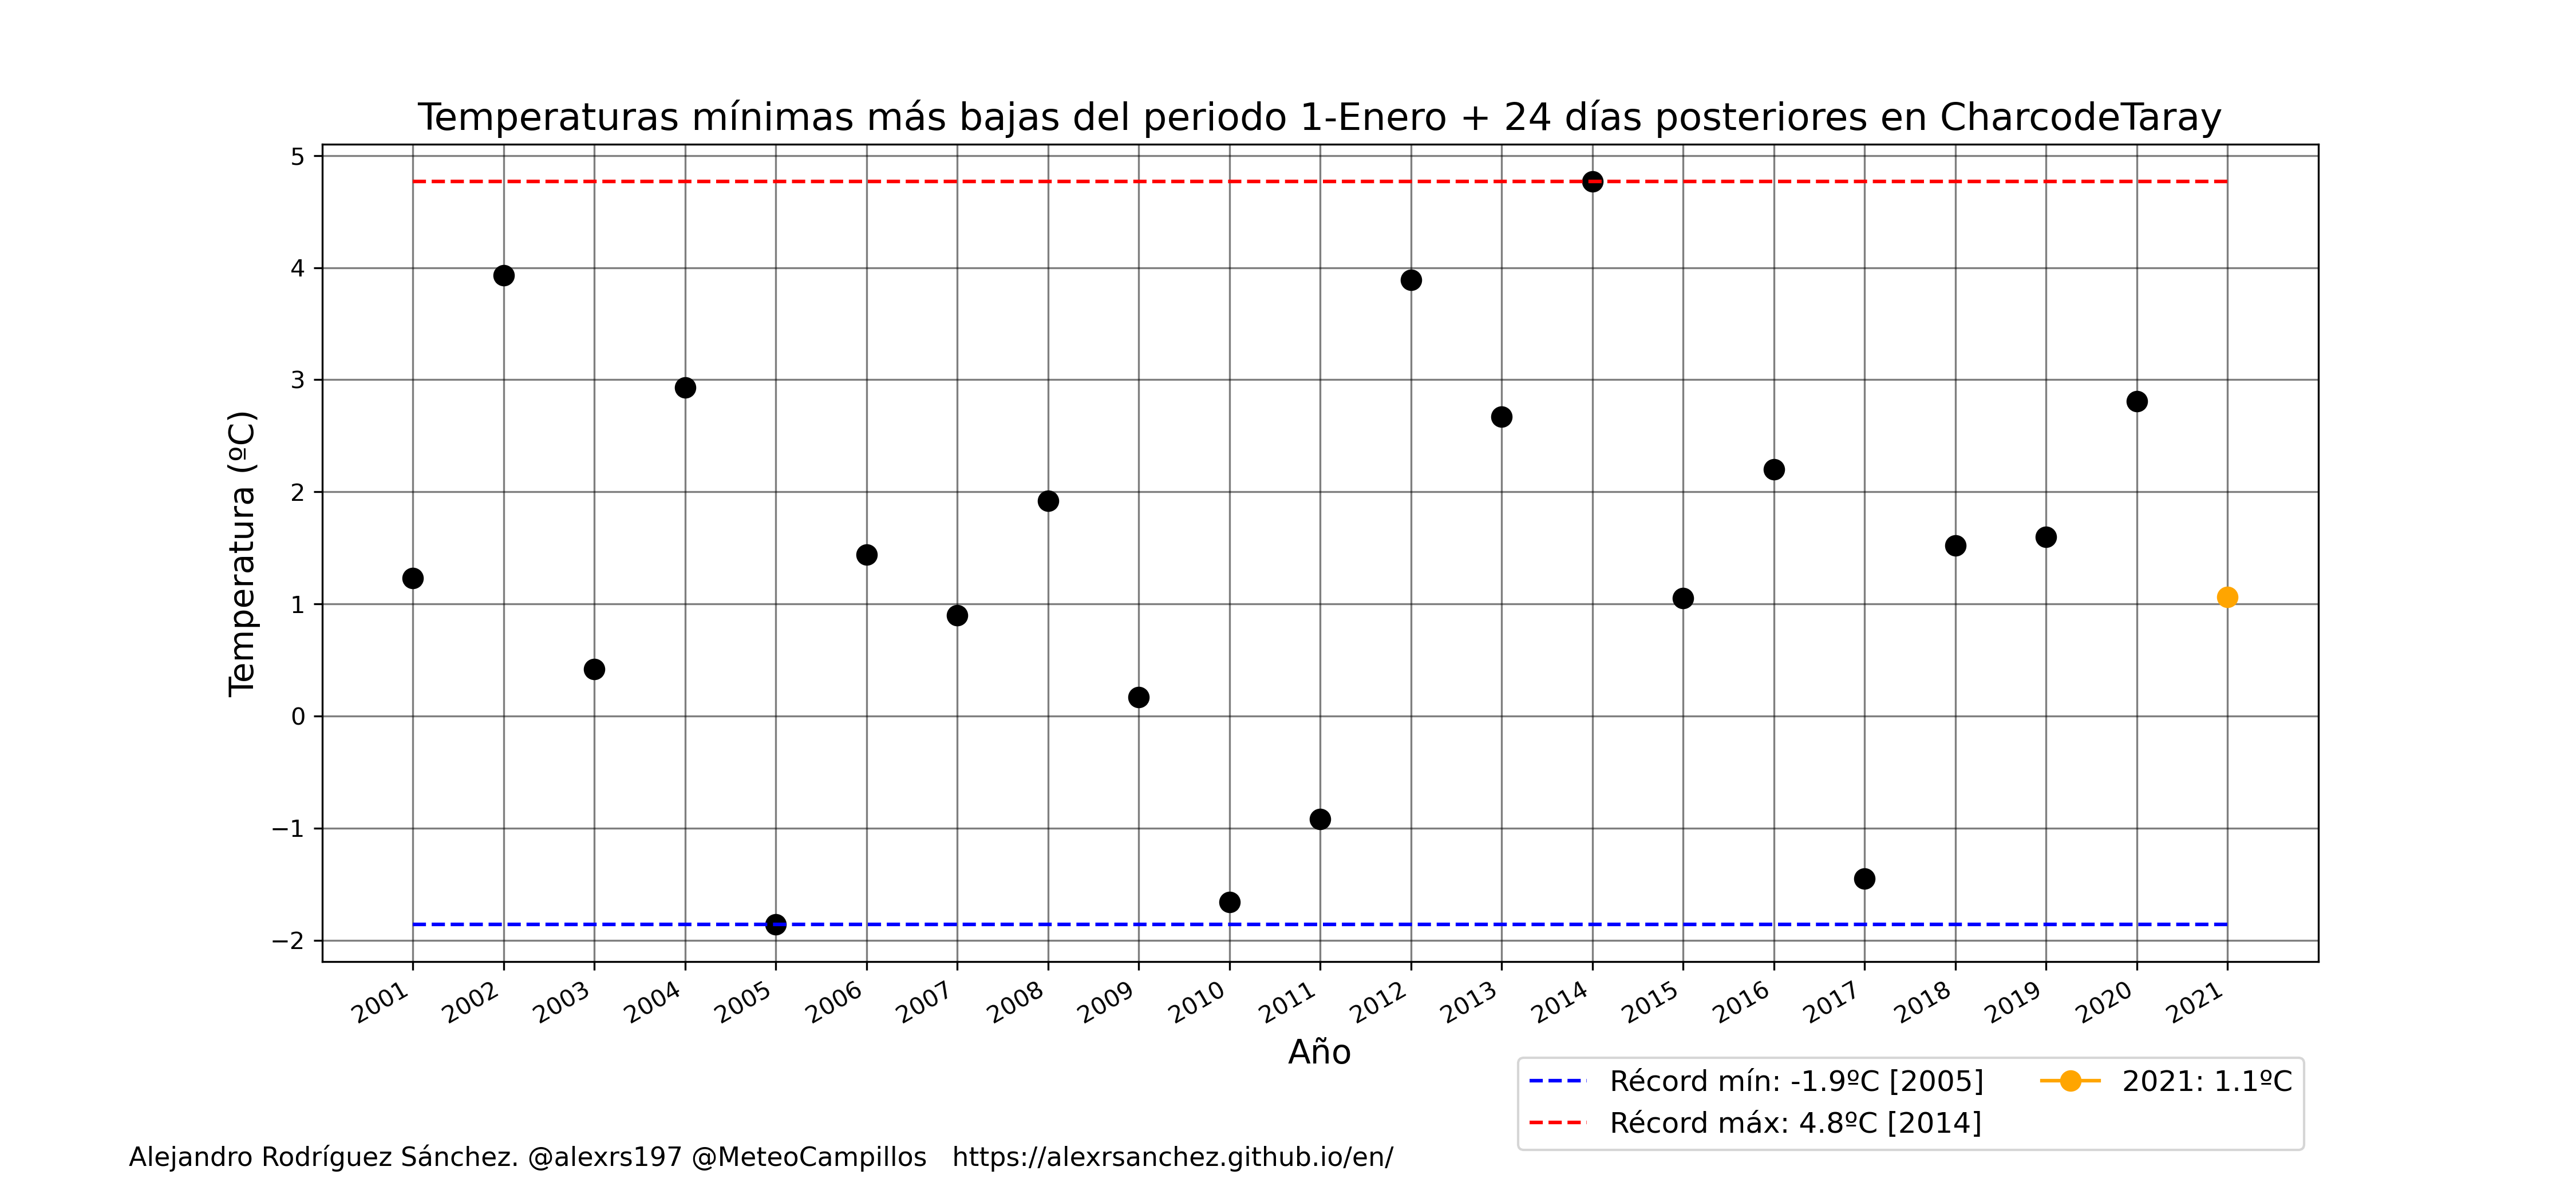 Temperaturas mínimas más bajas del periodo 1-Enero + 24 días posteriores en CharcodeTaray
Temperatura (ºC)
5
4
3
2
1
0
−1
−2
2001 2002 2003 2004 2005 2006 2007 2008 2009 2010 2011 2012 2013 2014 2015 2016 2017 2018 2019 2020 2021
Año
Récord mín: -1.9ºC [2005]
Récord máx: 4.8ºC [2014]
2021: 1.1ºC
Alejandro Rodríguez Sánchez. @alexrs197 @MeteoCampillos https://alexrsanchez.github.io/en/